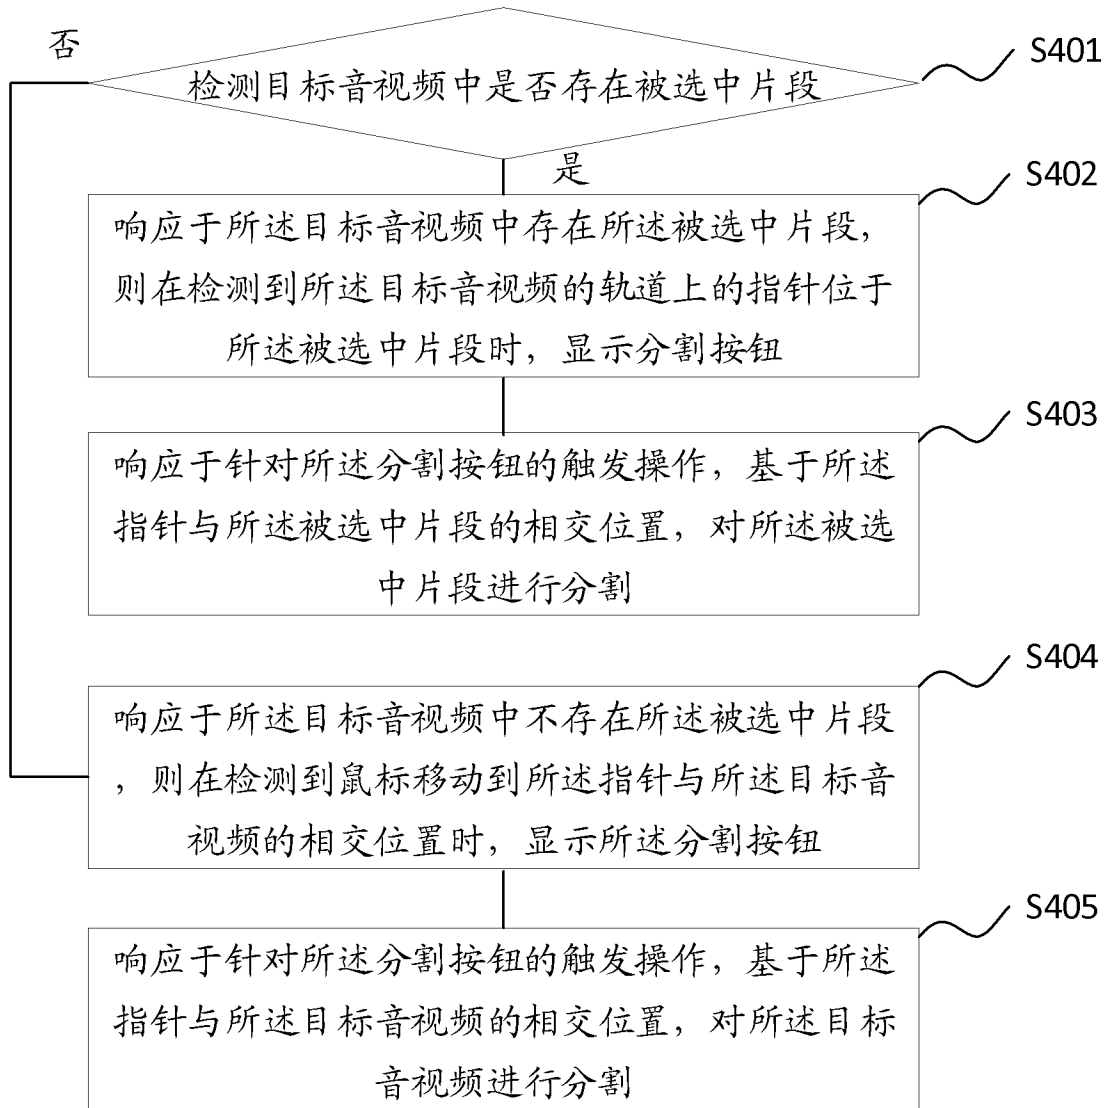 否
S401
检测目标音视频中是否存在被选中片段
是
S402
响应于所述目标音视频中存在所述被选中片段，
则在检测到所述目标音视频的轨道上的指针位于
所述被选中片段时，显示分割按钮
S403
响应于针对所述分割按钮的触发操作，基于所述
指针与所述被选中片段的相交位置，对所述被选
中片段进行分割
S404
响应于所述目标音视频中不存在所述被选中片段
，则在检测到鼠标移动到所述指针与所述目标音
视频的相交位置时，显示所述分割按钮
S405
响应于针对所述分割按钮的触发操作，基于所述
指针与所述目标音视频的相交位置，对所述目标
音视频进行分割